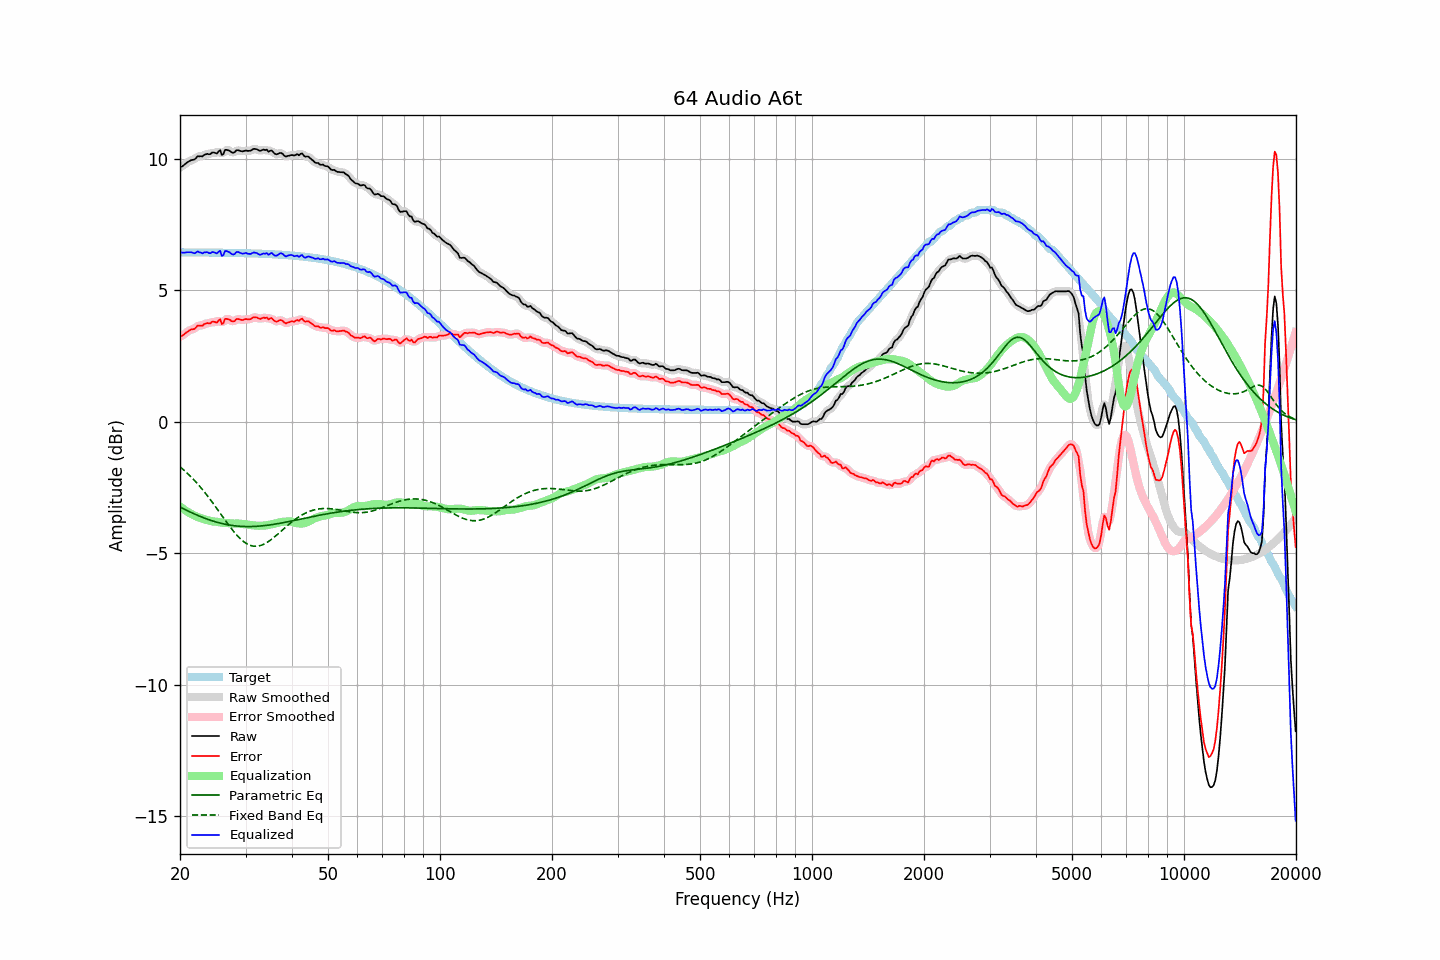 64 Audio A6t
Amplitude (dBr)
10
5
0
−5
−10
−15
Target
Raw Smoothed
Error Smoothed
Raw
Error
Equalization
Parametric Eq
Fixed Band Eq
Equalized
20 50 100 200 500 1000 2000 5000 10000 20000
Frequency (Hz)